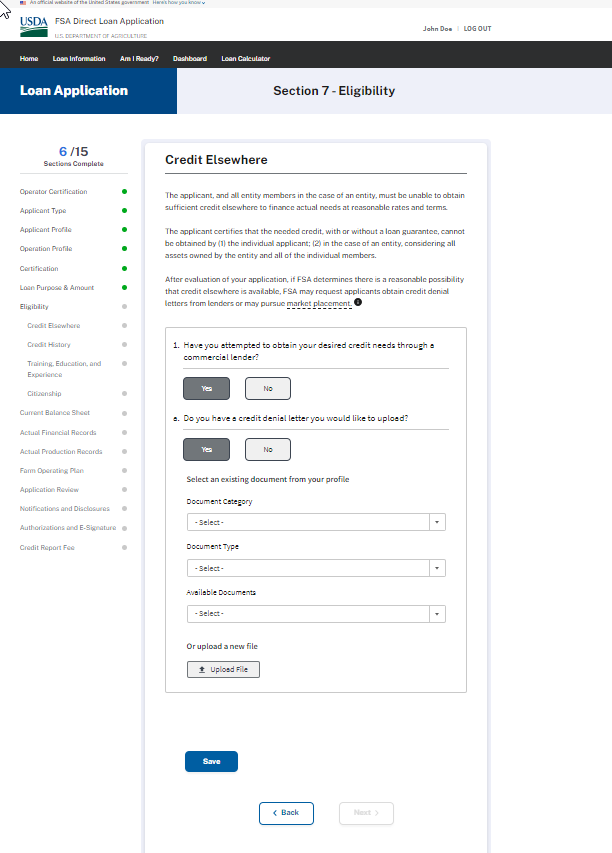 An official website of the United States government Here's how you know
USDA
FSA Direct Loan Application
U.S. DEPARTMENT OF AGRICULTURE
John Doe LOG OUT
Home Loan Information Am I Ready? Dashboard Loan Calculator
Loan Application
Section 7 - Eligibility
6 /15
Sections Complete
Operator Certification
Applicant Type
Applicant Profile
Operation Profile
Certification
Loan Purpose & Amount
Eligibility
Credit Elsewhere
Credit History
Training, Education, and
Experience
Citizenship
Current Balance Sheet
Actual Financial Records
Actual Production Records
Farm Operating Plan
Application Review
Notifications and Disclosures
Authorizations and E-Signature
Credit Report Fee
Credit Elsewhere
The applicant, and all entity members in the case of an entity, must be unable to obtain
sufficient credit elsewhere to finance actual needs at reasonable rates and terms.
The applicant certifies that the needed credit, with or without a loan guarantee, cannot
be obtained by (1) the individual applicant; (2) in the case of an entity, considering all
assets owned by the entity and all of the individual members.
After evaluation of your application, if FSA determines there is a reasonable possibility
that credit elsewhere is available, FSA may request applicants obtain credit denial
letters from lenders or may pursue market placement. i
1. Have you attempted to obtain your desired credit needs through a
commercial lender?
Yes No
a. Do you have a credit denial letter you would like to upload?
Yes No
Select an existing document from your profile
Document Category
- Select -
Document Type
- Select -
Available Documents
- Select -
Or upload a new file
Upload File
Save
Back Next